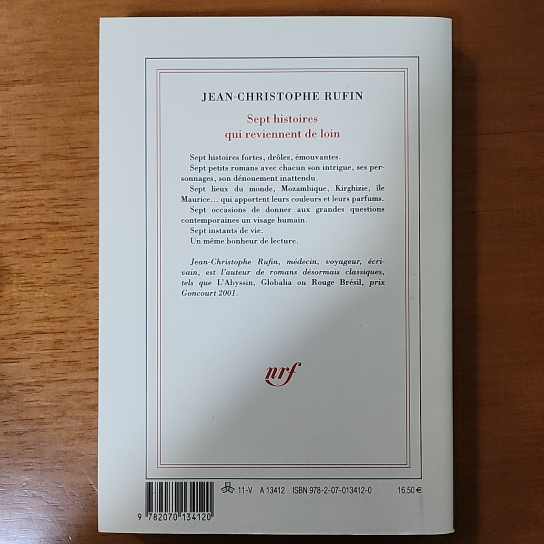 JEAN-CHRISTOPHE RUFIN
Sept histoires
qui reviennent de loin
Sept histoires fortes, drôles, émouvantes.
Sept petits romans avec chacun son intrigue, ses per-
sonnages, son dénouement inattendu.
Sept lieux du monde, Mozambique, Kirghizie, île
Maurice... qui apportent leurs couleurs et leurs parfums.
Sept occasions de donner aux grandes questions
contemporaines un visage humain.
Sept instants de vie.
Un même bonheur de lecture.
Jean-Christophe Rufin, médecin, voyageur, écri-
vain, est l'auteur de romans désormais classiques,
tels que L'Abyssin, Globalia ou Rouge Brésil, prix
Goncourt 2001.
nrf
11-V A 13412 ISBN 978-2-07-013412-0 16,50 €
9 782070 134120